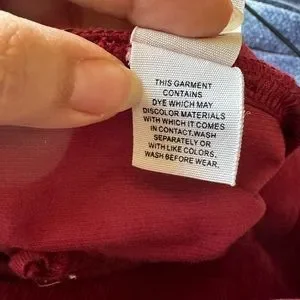 THIS GARMENT
CONTAINS
DYE WHICH MAY
DISCOLOR MATERIALS
WITH WHICH IT COMES
IN CONTACT.WASH
SEPARATELY OR
WITH LIKE COLORS.
WASH BEFORE WEAR.